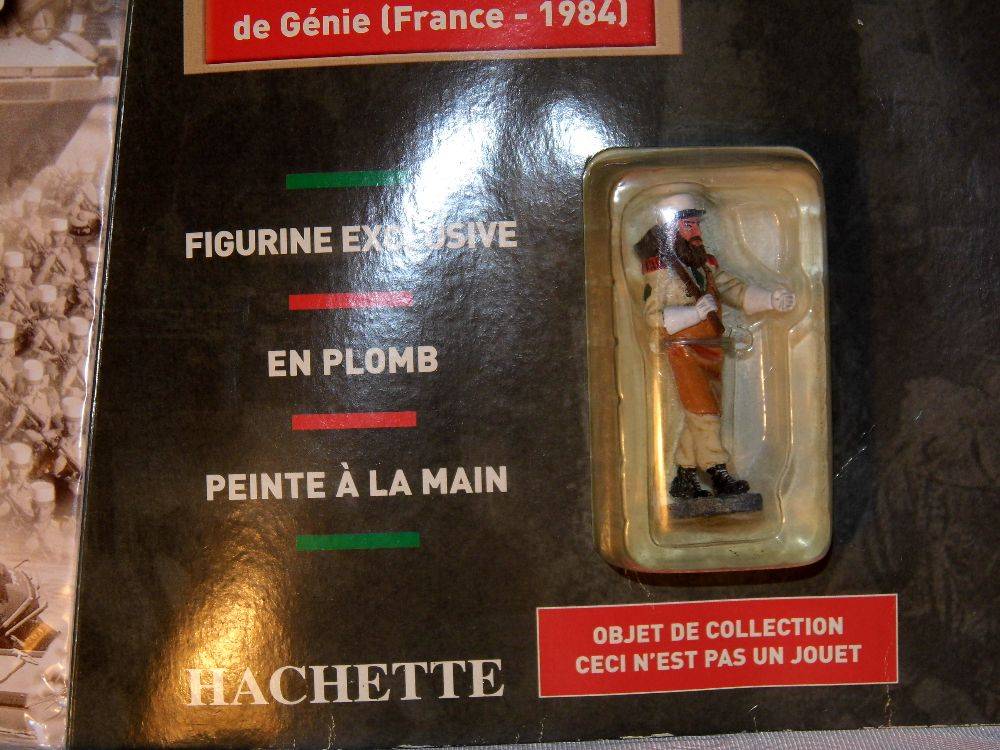 de Génie (France - 1984)
FIGURINE EXCLUSIVE
EN PLOMB
PEINTE À LA MAIN
HACHETTE
OBJET DE COLLECTION
CECI N'EST PAS UN JOUET